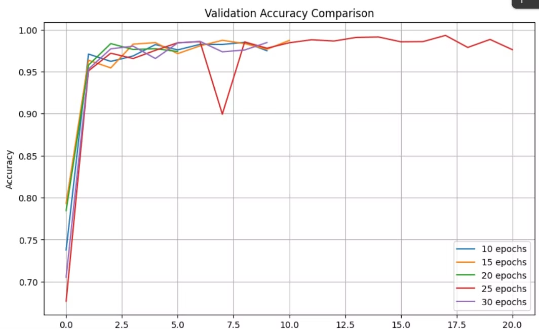 Validation Accuracy Comparison
1.00
0.95
0.90
0.85
0.80
0.75
0.70
Accuracy
10 epochs
15 epochs
20 epochs
25 epochs
30 epochs
0.0 2.5 5.0 7.5 10.0 12.5 15.0 17.5 20.0